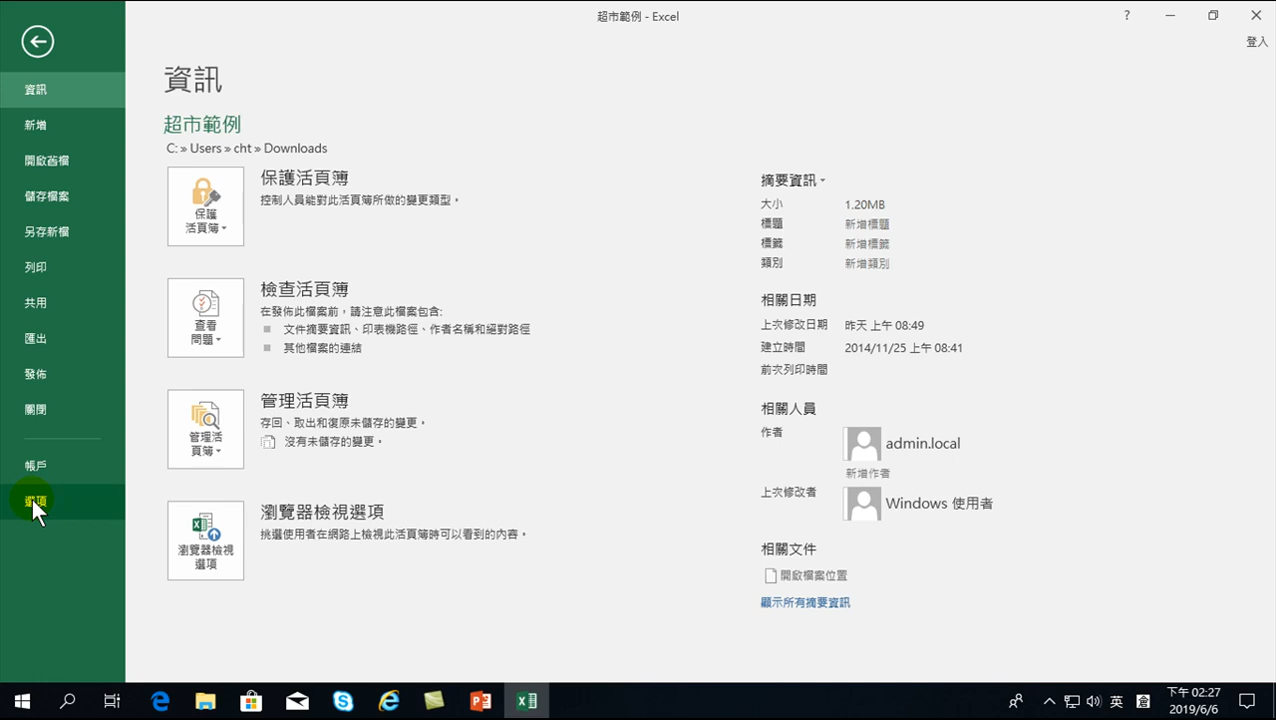 超市範例 - Excel
?
登入
資訊
新增
開啟舊檔
儲存檔案
另存新檔
列印
共用
匯出
發佈
關閉
帳戶
選項
資訊
超市範例
C: » Users » cht » Downloads
保護
活頁簿
保護活頁簿
控制人員能對此活頁簿所做的變更類型。
查看
問題
檢查活頁簿
在發佈此檔案前，請注意此檔案包含:
文件摘要資訊、印表機路徑、作者名稱和絕對路徑
其他檔案的連結
管理活
頁簿
管理活頁簿
存回、取出和復原未儲存的變更。
沒有未儲存的變更。
瀏覽器檢視
選項
瀏覽器檢視選項
挑選使用者在網路上檢視此活頁簿時可以看到的內容。
摘要資訊
大小 1.20MB
標題 新增標題
標籤 新增標籤
類別 新增類別
相關日期
上次修改日期 昨天 上午 08:49
建立時間 2014/11/25 上午 08:41
前次列印時間
相關人員
作者 admin.local
新增作者
上次修改者 Windows 使用者
相關文件
開啟檔案位置
顯示所有摘要資訊
英
倉
下午 02:27
2019/6/6